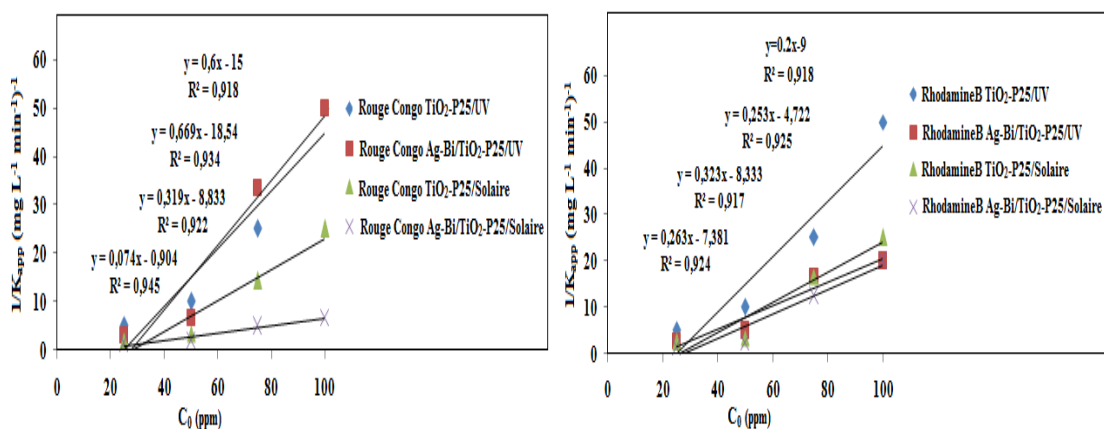 1/Kapp (mg L⁻¹ min⁻¹)⁻¹
60
50
40
30
20
10
0
0 20 40 60 80 100
C₀ (ppm)
y = 0,6x - 15
R² = 0,918
y = 0,669x - 18,54
R² = 0,934
y = 0,319x - 8,833
R² = 0,922
y = 0,074x - 0,904
R² = 0,945
Rouge Congo TiO₂-P25/UV
Rouge Congo Ag-Bi/TiO₂-P25/UV
Rouge Congo TiO₂-P25/Solaire
Rouge Congo Ag-Bi/TiO₂-P25/Solaire
1/Kapp (mg L⁻¹ min⁻¹)⁻¹
60
50
40
30
20
10
0
0 20 40 60 80 100
C₀ (ppm)
y=0.2x-9
R² = 0,918
y = 0,253x - 4,722
R² = 0,925
y = 0,323x - 8,333
R² = 0,917
y = 0,263x - 7,381
R² = 0,924
RhodamineB TiO₂-P25/UV
RhodamineB Ag-Bi/TiO₂-P25/UV
RhodamineB TiO₂-P25/Solaire
RhodamineB Ag-Bi/TiO₂-P25/Solaire